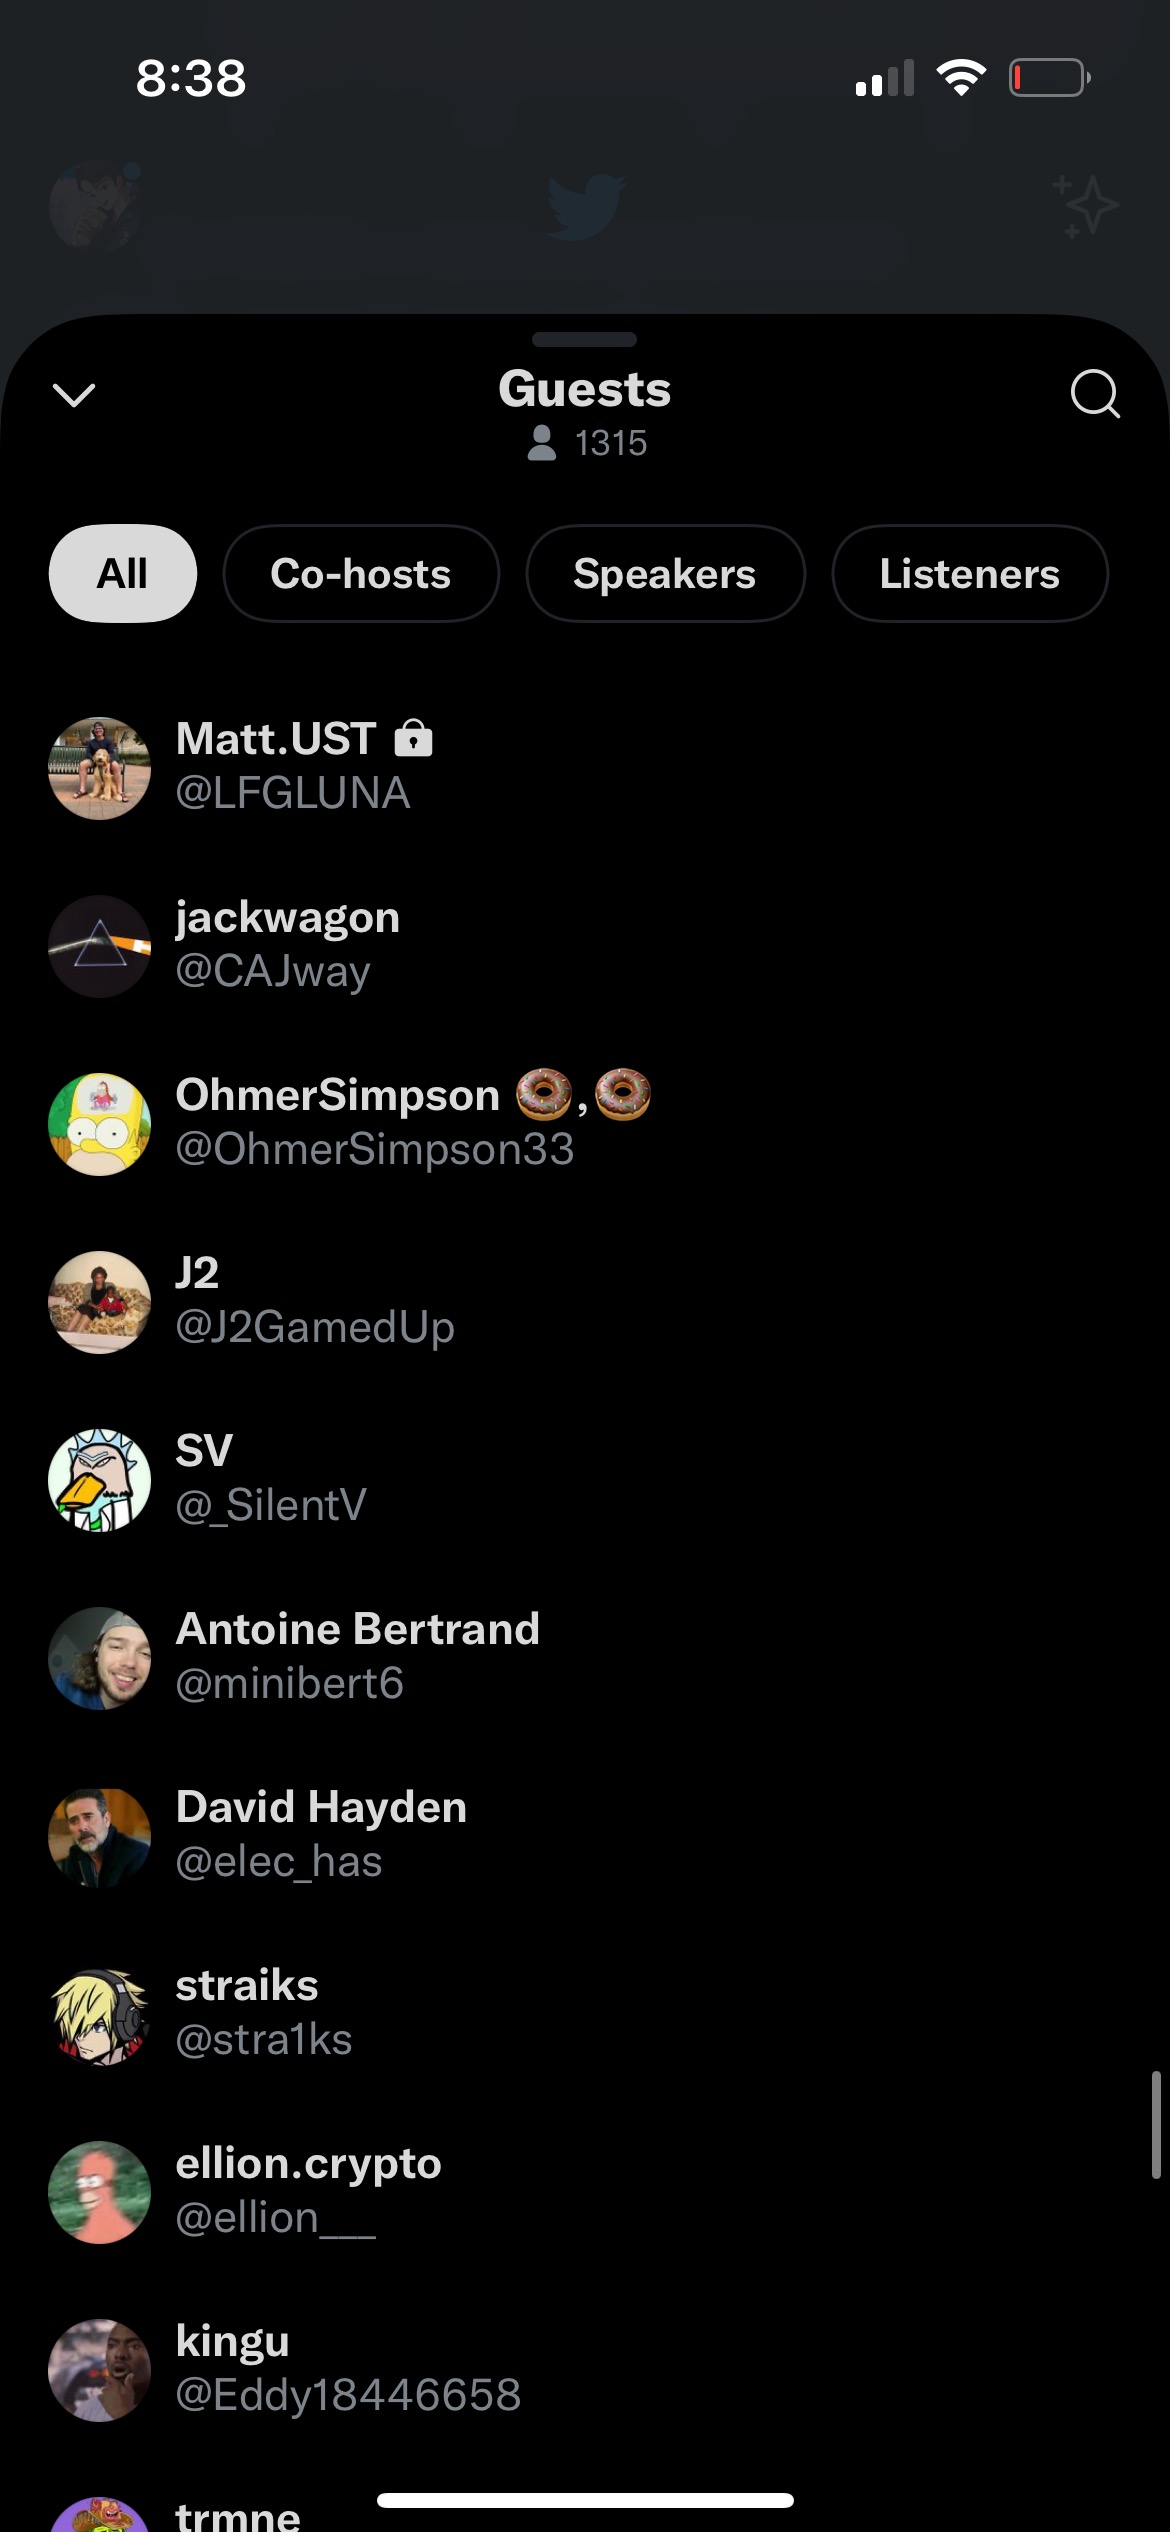 8:38
Guests
1315
All
Co-hosts
Speakers
Listeners
Matt.UST
@LFGLUNA
jackwagon
@CAJway
OhmerSimpson 🍩,🍩
@OhmerSimpson33
J2
@J2GamedUp
SV
@_SilentV
Antoine Bertrand
@minibert6
David Hayden
@elec_has
straiks
@stra1ks
ellion.crypto
@ellion___
kingu
@Eddy18446658
trmne